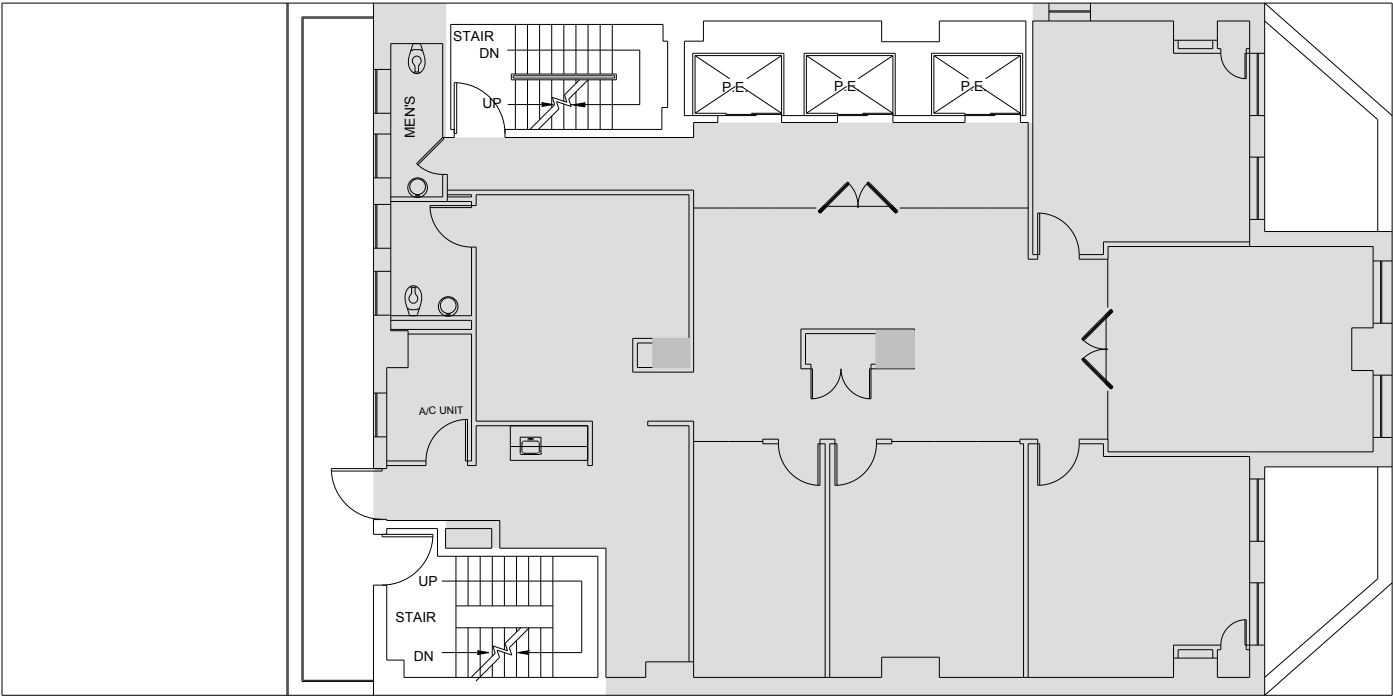 STAIR
DN
UP
P.E.
P.E.
P.E.
MEN'S
A/C UNIT
UP
STAIR
DN